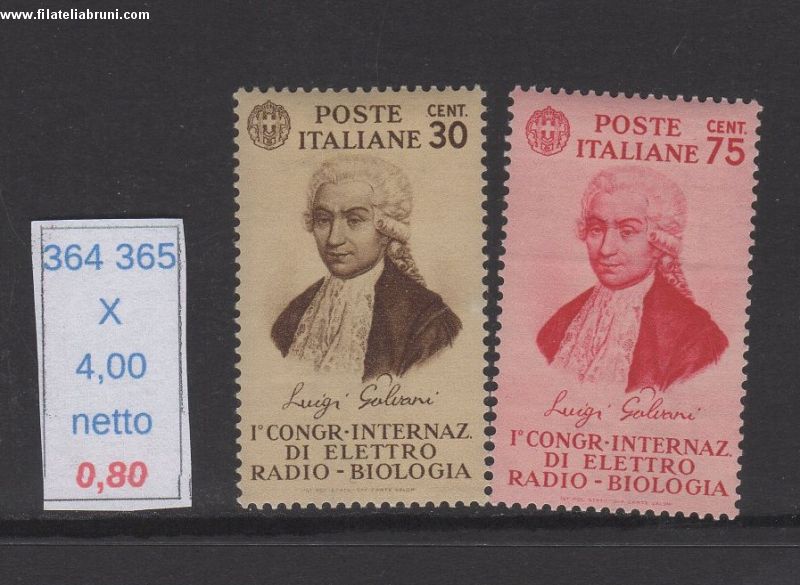 www.filateliabruni.com
364 365
X
4,00
netto
0,80
POSTE CENT.
ITALIANE 30
Luigi Galvani
I° CONGR·INTERNAZ.
DI ELETTRO
RADIO - BIOLOGIA
POSTE CENT.
ITALIANE 75
Luigi Galvani
I° CONGR·INTERNAZ.
DI ELETTRO
RADIO - BIOLOGIA